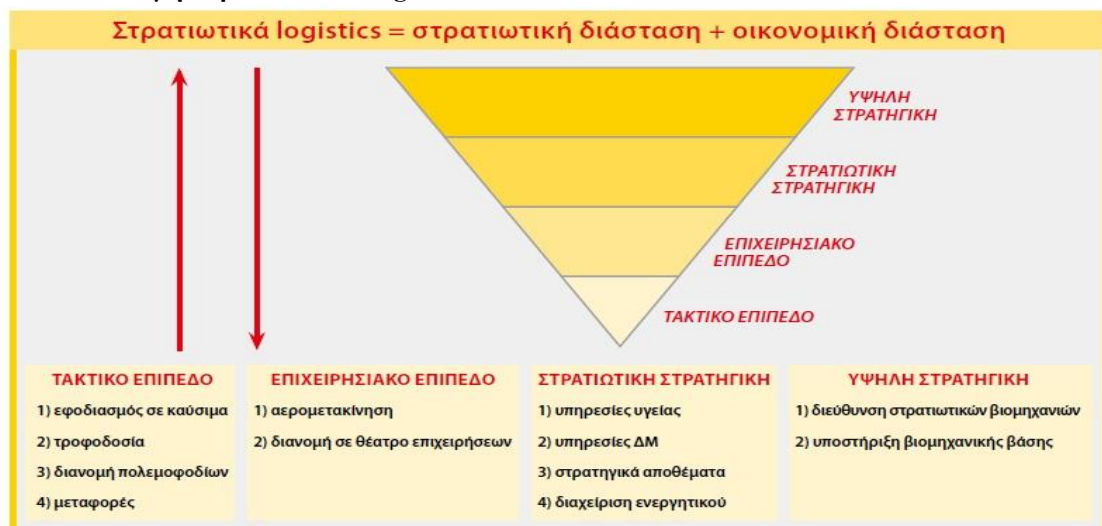 Στρατιωτικά logistics = στρατιωτική διάσταση + οικονομική διάσταση
ΥΨΗΛΗ
ΣΤΡΑΤΗΓΙΚΗ
ΣΤΡΑΤΙΩΤΙΚΗ
ΣΤΡΑΤΗΓΙΚΗ
ΕΠΙΧΕΙΡΗΣΙΑΚΟ
ΕΠΙΠΕΔΟ
ΤΑΚΤΙΚΟ ΕΠΙΠΕΔΟ
ΤΑΚΤΙΚΟ ΕΠΙΠΕΔΟ
1) εφοδιασμός σε καύσιμα
2) τροφοδοσία
3) διανομή πολεμοφοδίων
4) μεταφορές
ΕΠΙΧΕΙΡΗΣΙΑΚΟ ΕΠΙΠΕΔΟ
1) αερομετακίνηση
2) διανομή σε θέατρο επιχειρήσεων
ΣΤΡΑΤΙΩΤΙΚΗ ΣΤΡΑΤΗΓΙΚΗ
1) υπηρεσίες υγείας
2) υπηρεσίες ΔΜ
3) στρατηγικά αποθέματα
4) διαχείριση ενεργητικού
ΥΨΗΛΗ ΣΤΡΑΤΗΓΙΚΗ
1) διεύθυνση στρατιωτικών βιομηχανιών
2) υποστήριξη βιομηχανικής βάσης